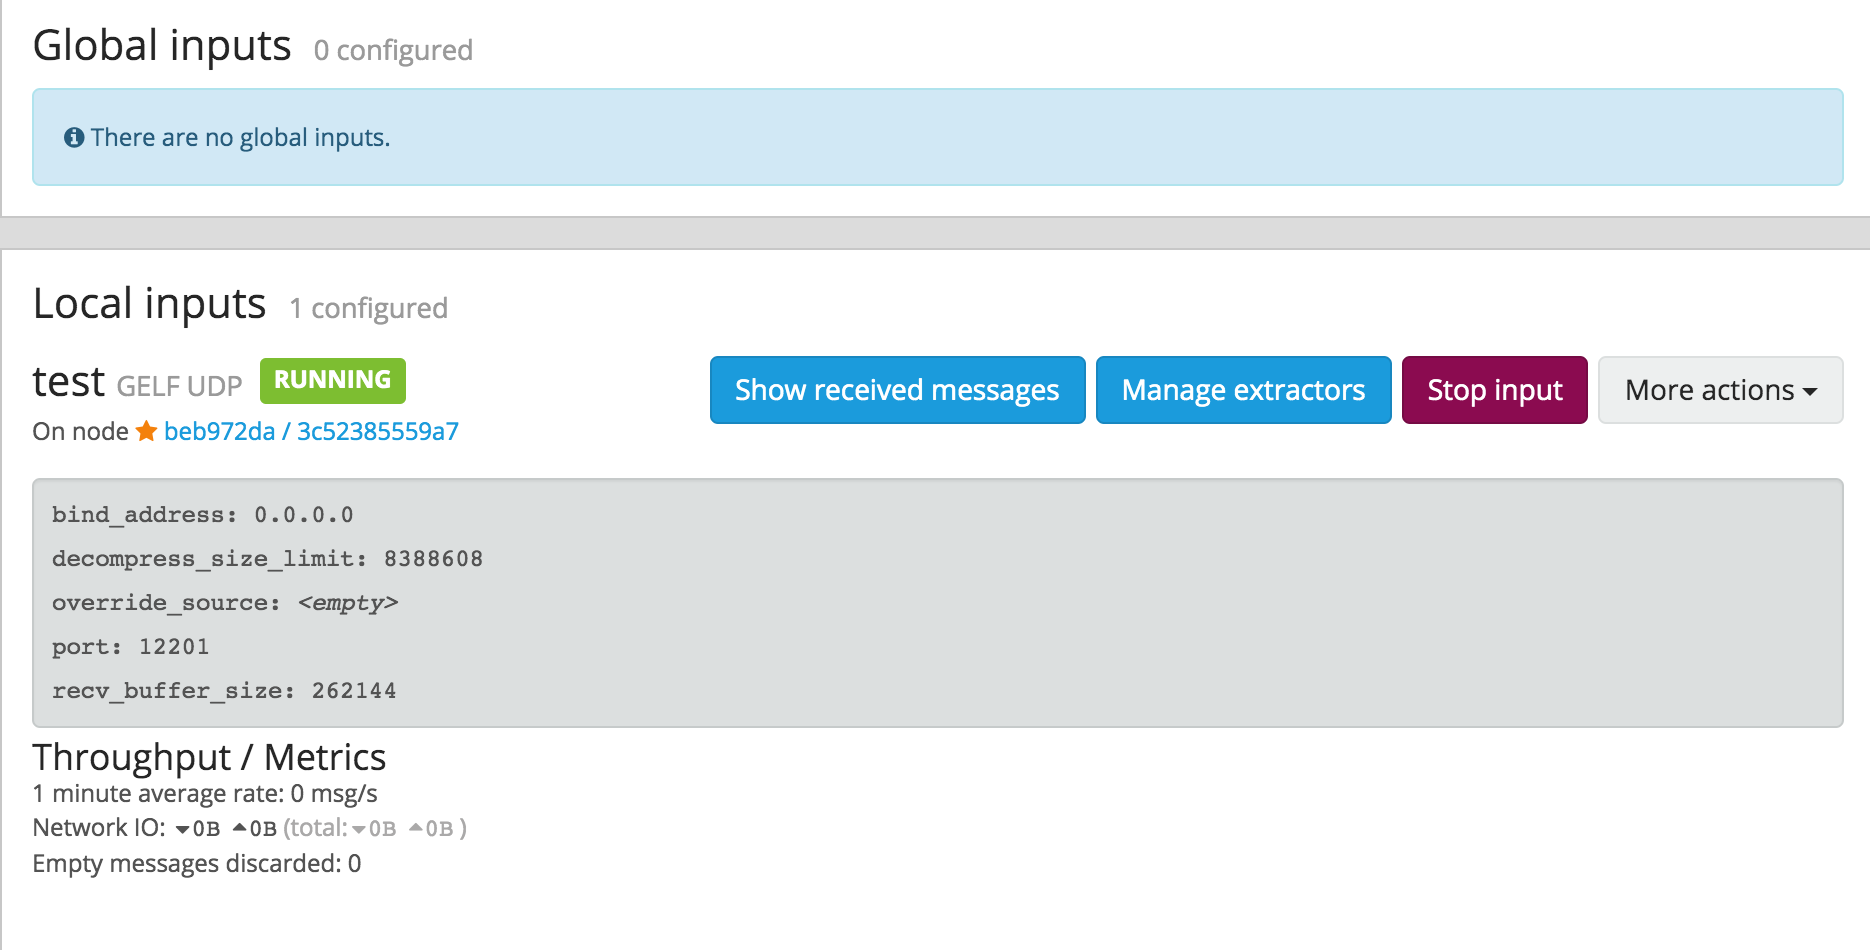 Global inputs 0 configured
There are no global inputs.
Local inputs 1 configured
test GELF UDP RUNNING
On node beb972da / 3c52385559a7
Show received messages Manage extractors Stop input More actions
bind_address: 0.0.0.0
decompress_size_limit: 8388608
override_source: <empty>
port: 12201
recv_buffer_size: 262144
Throughput / Metrics
1 minute average rate: 0 msg/s
Network IO: 0B 0B (total: 0B 0B )
Empty messages discarded: 0